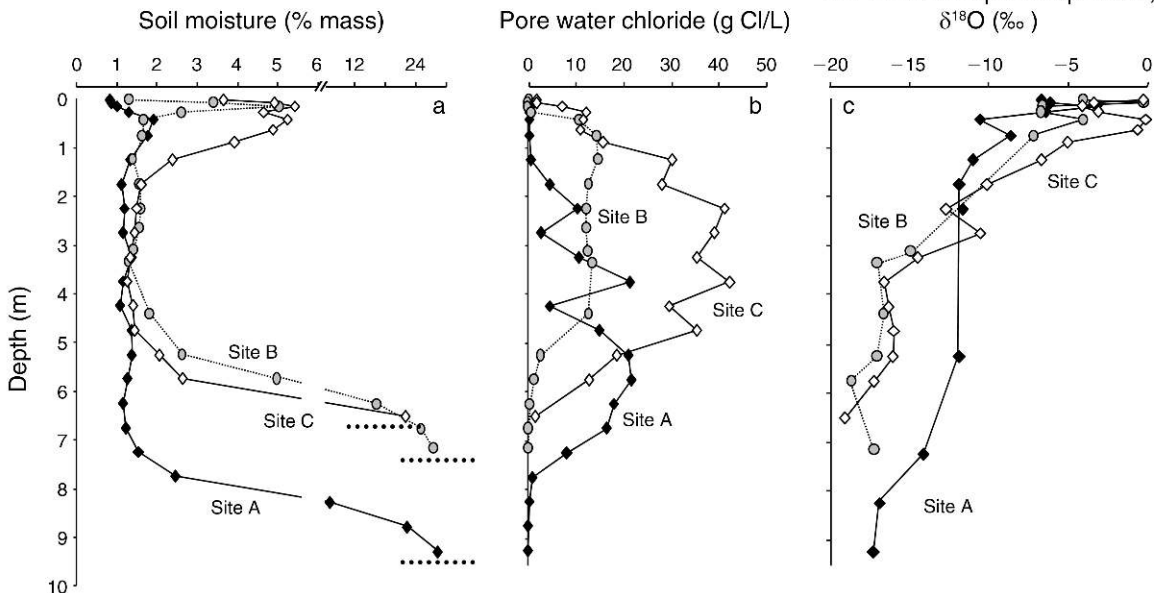 Soil moisture (% mass)
Pore water chloride (g Cl/L)
δ¹⁸O (‰)
0 1 2 3 4 5 6 12 18 24 30
0 10 20 30 40 50
−20 −15 −10 −5 0
a
b
c
Depth (m)
0
1
2
3
4
5
6
7
8
9
10
Site B
Site C
Site A
Site B
Site C
Site A
Site C
Site B
Site A